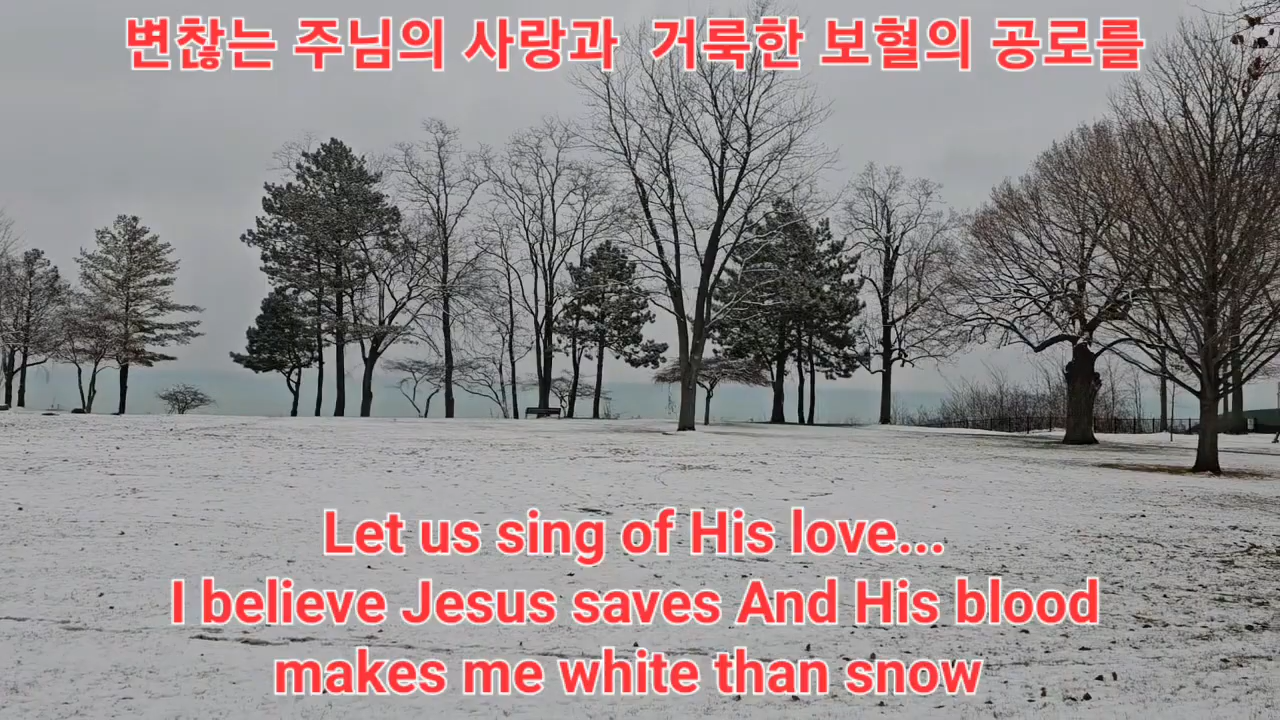 변찮는 주님의 사랑과 거룩한 보혈의 공로를
Let us sing of His love...
I believe Jesus saves And His blood
makes me white than snow